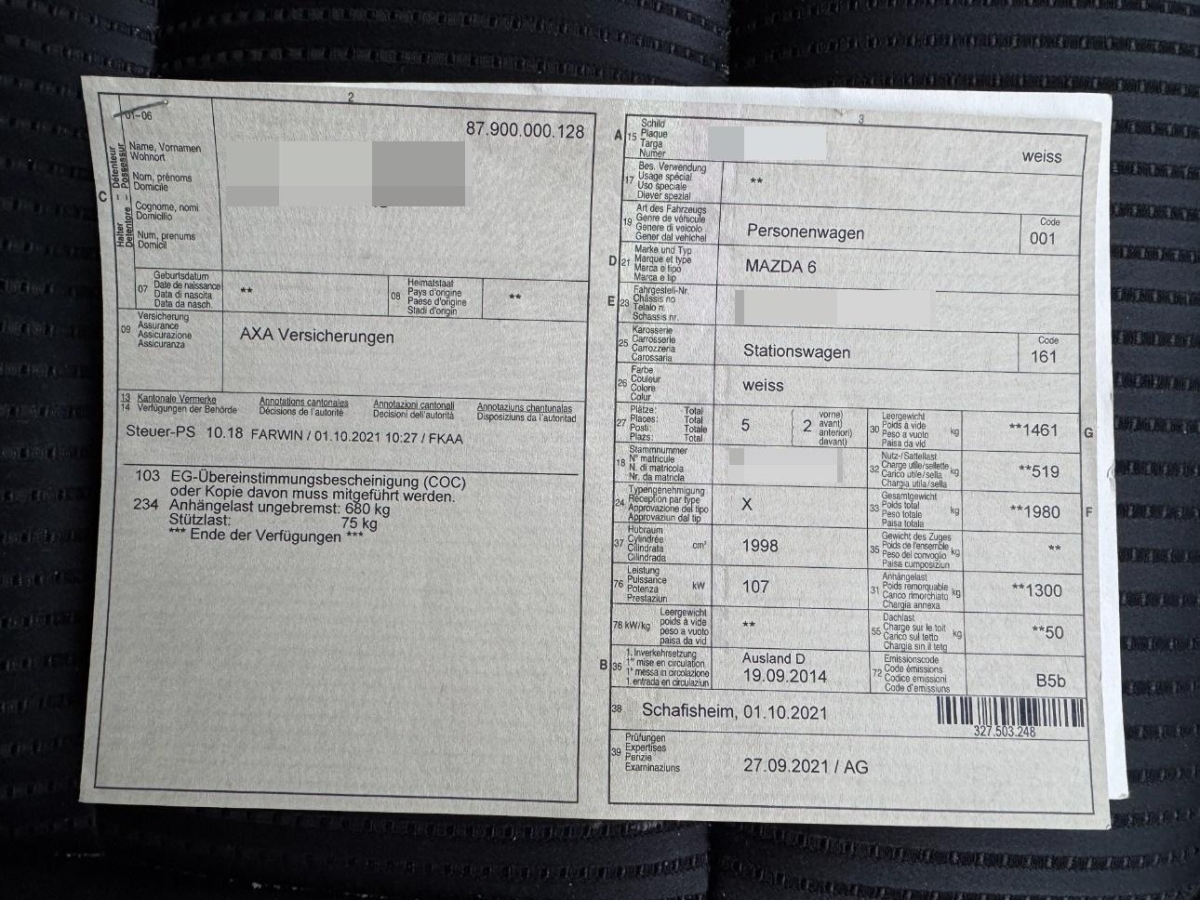 2
01-06
87.900.000.128
C
Halter Détenteur
Detentore Possessur
Name, Vornamen
Wohnort
Nom, prénoms
Domicile
Cognome, nomi
Domicilio
Num, prenums
Domicil
07
Geburtsdatum
Date de naissance
Data di nascita
Data da nasch.
**
08
Heimatstaat
Pays d'origine
Paese d'origine
Stadi d'origin
**
09
Versicherung
Assurance
Assicurazione
Assicuranza
AXA Versicherungen
13 Kantonale Vermerke
14 Verfügungen der Behörde
Annotations cantonales
Décisions de l'autorité
Annotazioni cantonali
Decisioni dell'autorità
Annotaziuns chantunalas
Disposiziuns da l'autoritad
Steuer-PS 10.18 FARWIN / 01.10.2021 10:27 / FKAA
103 EG-Übereinstimmungsbescheinigung (COC)
oder Kopie davon muss mitgeführt werden.
234 Anhängelast ungebremst: 680 kg
Stützlast: 75 kg
*** Ende der Verfügungen ***
3
A
15
Schild
Plaque
Targa
Numer
weiss
17
Bes. Verwendung
Usage spécial
Uso speciale
Diever spezial
**
19
Art des Fahrzeugs
Genre de véhicule
Genere di veicolo
Gener dal vehichel
Personenwagen
Code
001
D
21
Marke und Typ
Marque et type
Marca e tipo
Marca e tip
MAZDA 6
E
23
Fahrgestell-Nr.
Châssis no
Telaio n.
Schassis nr.
25
Karosserie
Carrosserie
Carrozzeria
Carossaria
Stationswagen
Code
161
26
Farbe
Couleur
Colore
Colur
weiss
27
Plätze: Total
Places: Total
Posti: Totale
Plazs: Total
5
2
vorne)
avant)
anteriori)
davant)
30
Leergewicht
Poids à vide
Peso a vuoto
Paisa da vid
kg
**1461
G
18
Stammnummer
N° matricule
N. di matricola
Nr. da matricla
32
Nutz-/Sattellast
Charge utile/sellette
Carico utile/sella
Chargia utila/sella
kg
**519
24
Typengenehmigung
Réception par type
Approvazione del tipo
Approvaziun dal tip
X
33
Gesamtgewicht
Poids total
Peso totale
Paisa totala
kg
**1980
F
37
Hubraum
Cylindrée
Cilindrata
Cilindrada
cm³
1998
35
Gewicht des Zuges
Poids de l'ensemble
Peso del convoglio
Paisa cumposiziun
kg
**
76
Leistung
Puissance
Potenza
Prestaziun
kW
107
31
Anhängelast
Poids remorquable
Carico rimorchiato
Chargia annexa
kg
**1300
78 kW/kg
Leergewicht
poids à vide
peso a vuoto
paisa da vid
**
55
Dachlast
Charge sur le toit
Carico sul tetto
Chargia sin il tetg
kg
**50
B
36
1. Inverkehrsetzung
1re mise en circulation
1a messa in circolazione
1. entrada en circulaziun
Ausland D
19.09.2014
72
Emissionscode
Code émissions
Codice emissioni
Code d'emissiuns
B5b
38
Schafisheim, 01.10.2021
327.503.248
39
Prüfungen
Expertises
Perizie
Examinaziuns
27.09.2021 / AG